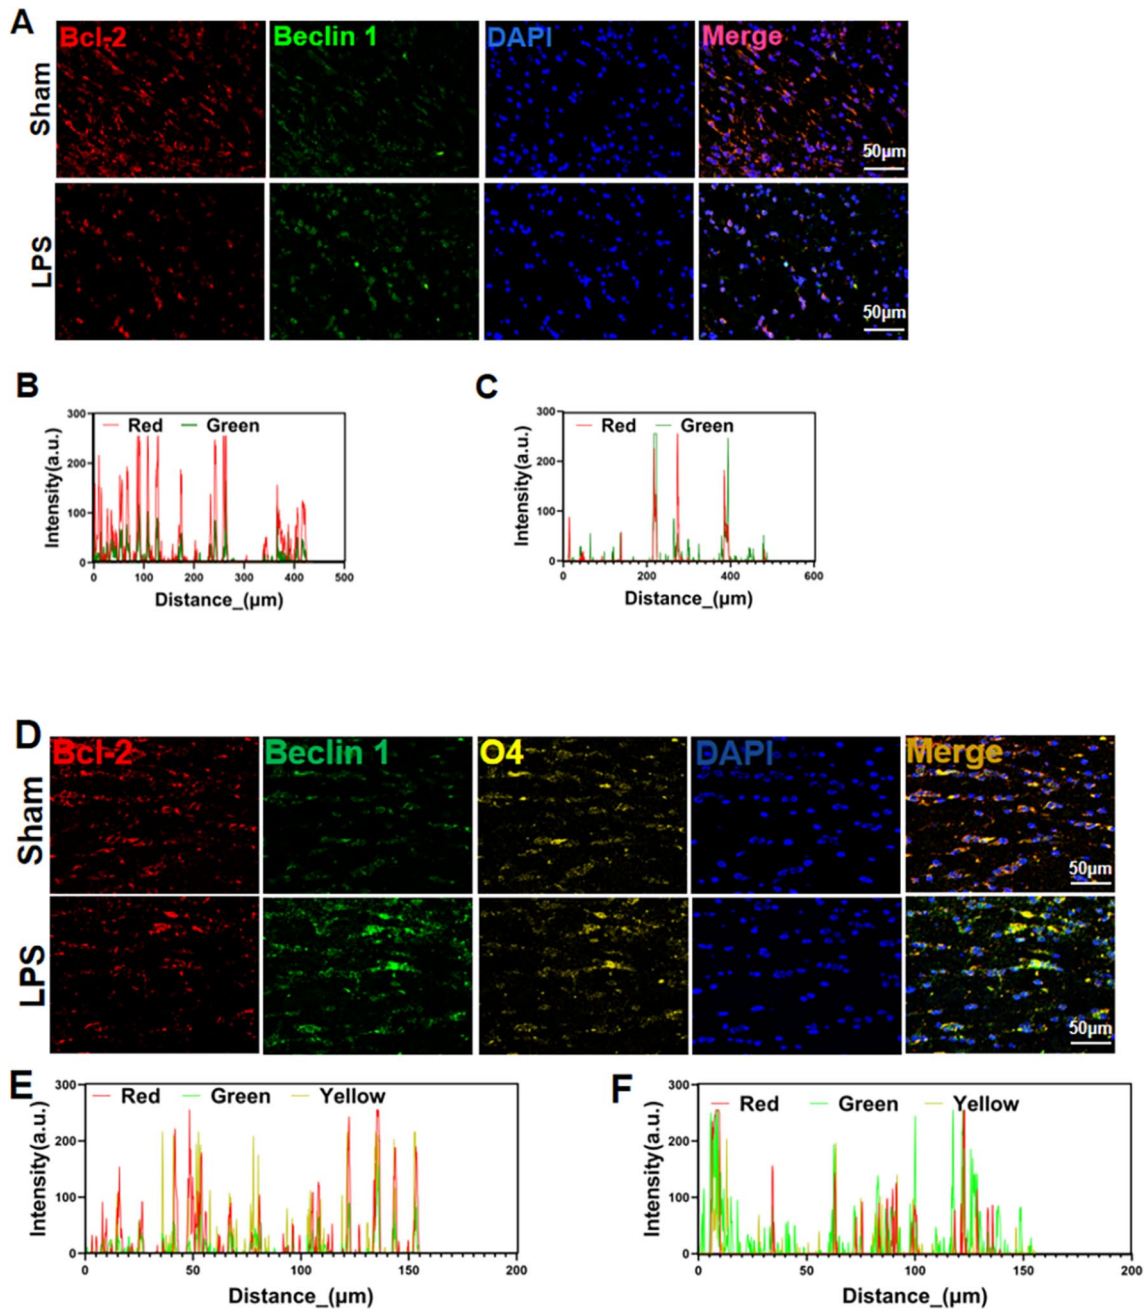 A
Bcl-2 Beclin 1 DAPI Merge
Sham
50µm
LPS
50µm
B
C
300 Red Green
200
100
0
Intensity(a.u.)
0 100 200 300 400 500
Distance_(µm)
300 Red Green
200
100
0
Intensity(a.u.)
0 200 400 600
Distance_(µm)
D
Bcl-2 Beclin 1 O4 DAPI Merge
Sham
50µm
LPS
50µm
E
300 Red Green Yellow
200
100
0
Intensity(a.u.)
0 50 100 150 200
Distance_(µm)
F
300 Red Green Yellow
200
100
0
Intensity(a.u.)
0 50 100 150 200
Distance_(µm)